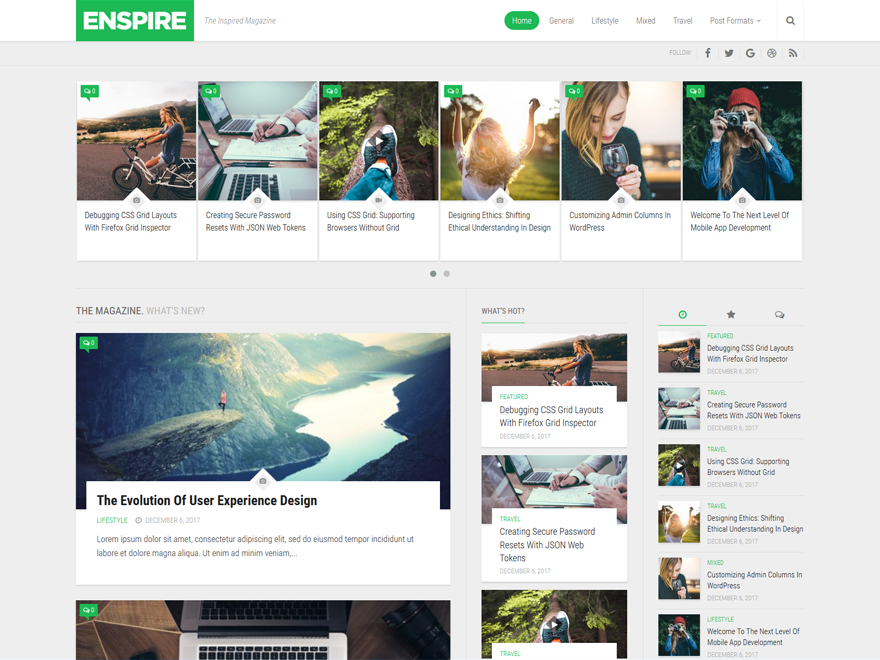 ENSPIRE
The Inspired Magazine
Home General Lifestyle Mixed Travel Post Formats
FOLLOW:
0 0 0 0 0 0
Debugging CSS Grid Layouts
With Firefox Grid Inspector
Creating Secure Password
Resets With JSON Web Tokens
Using CSS Grid: Supporting
Browsers Without Grid
Designing Ethics: Shifting
Ethical Understanding In Design
Customizing Admin Columns In
WordPress
Welcome To The Next Level Of
Mobile App Development
THE MAGAZINE. WHAT'S NEW?
0
The Evolution Of User Experience Design
LIFESTYLE DECEMBER 6, 2017
Lorem ipsum dolor sit amet, consectetur adipiscing elit, sed do eiusmod tempor incididunt ut
labore et dolore magna aliqua. Ut enim ad minim veniam,...
0
WHAT'S HOT?
FEATURED
Debugging CSS Grid Layouts
With Firefox Grid Inspector
DECEMBER 6, 2017
TRAVEL
Creating Secure Password
Resets With JSON Web
Tokens
DECEMBER 6, 2017
TRAVEL
FEATURED
Debugging CSS Grid Layouts
With Firefox Grid Inspector
DECEMBER 6, 2017
TRAVEL
Creating Secure Password
Resets With JSON Web Tokens
DECEMBER 6, 2017
TRAVEL
Using CSS Grid: Supporting
Browsers Without Grid
DECEMBER 6, 2017
TRAVEL
Designing Ethics: Shifting
Ethical Understanding In Design
DECEMBER 6, 2017
MIXED
Customizing Admin Columns In
WordPress
DECEMBER 6, 2017
LIFESTYLE
Welcome To The Next Level Of
Mobile App Development
DECEMBER 6, 2017